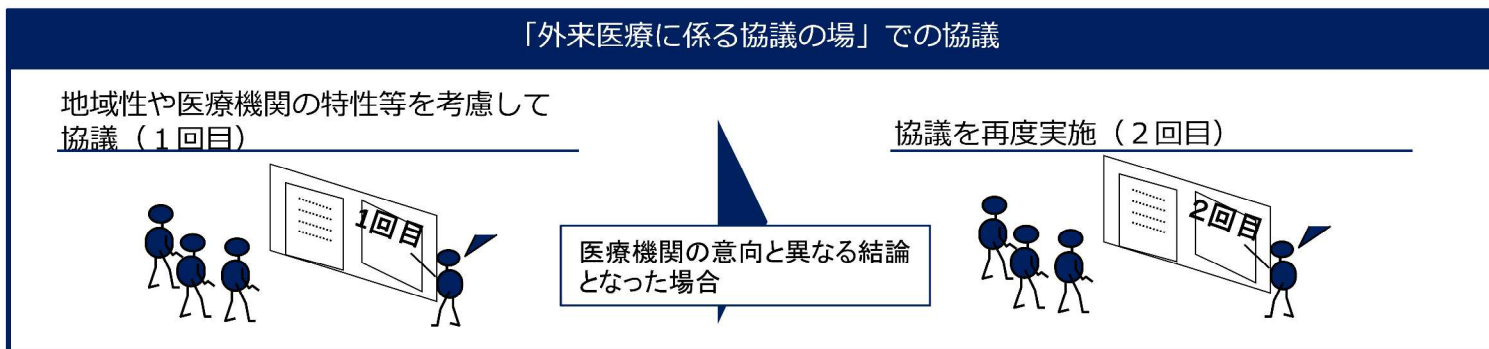 「外来医療に係る協議の場」での協議
地域性や医療機関の特性等を考慮して
協議（１回目）
1回目
医療機関の意向と異なる結論
となった場合
協議を再度実施（２回目）
2回目